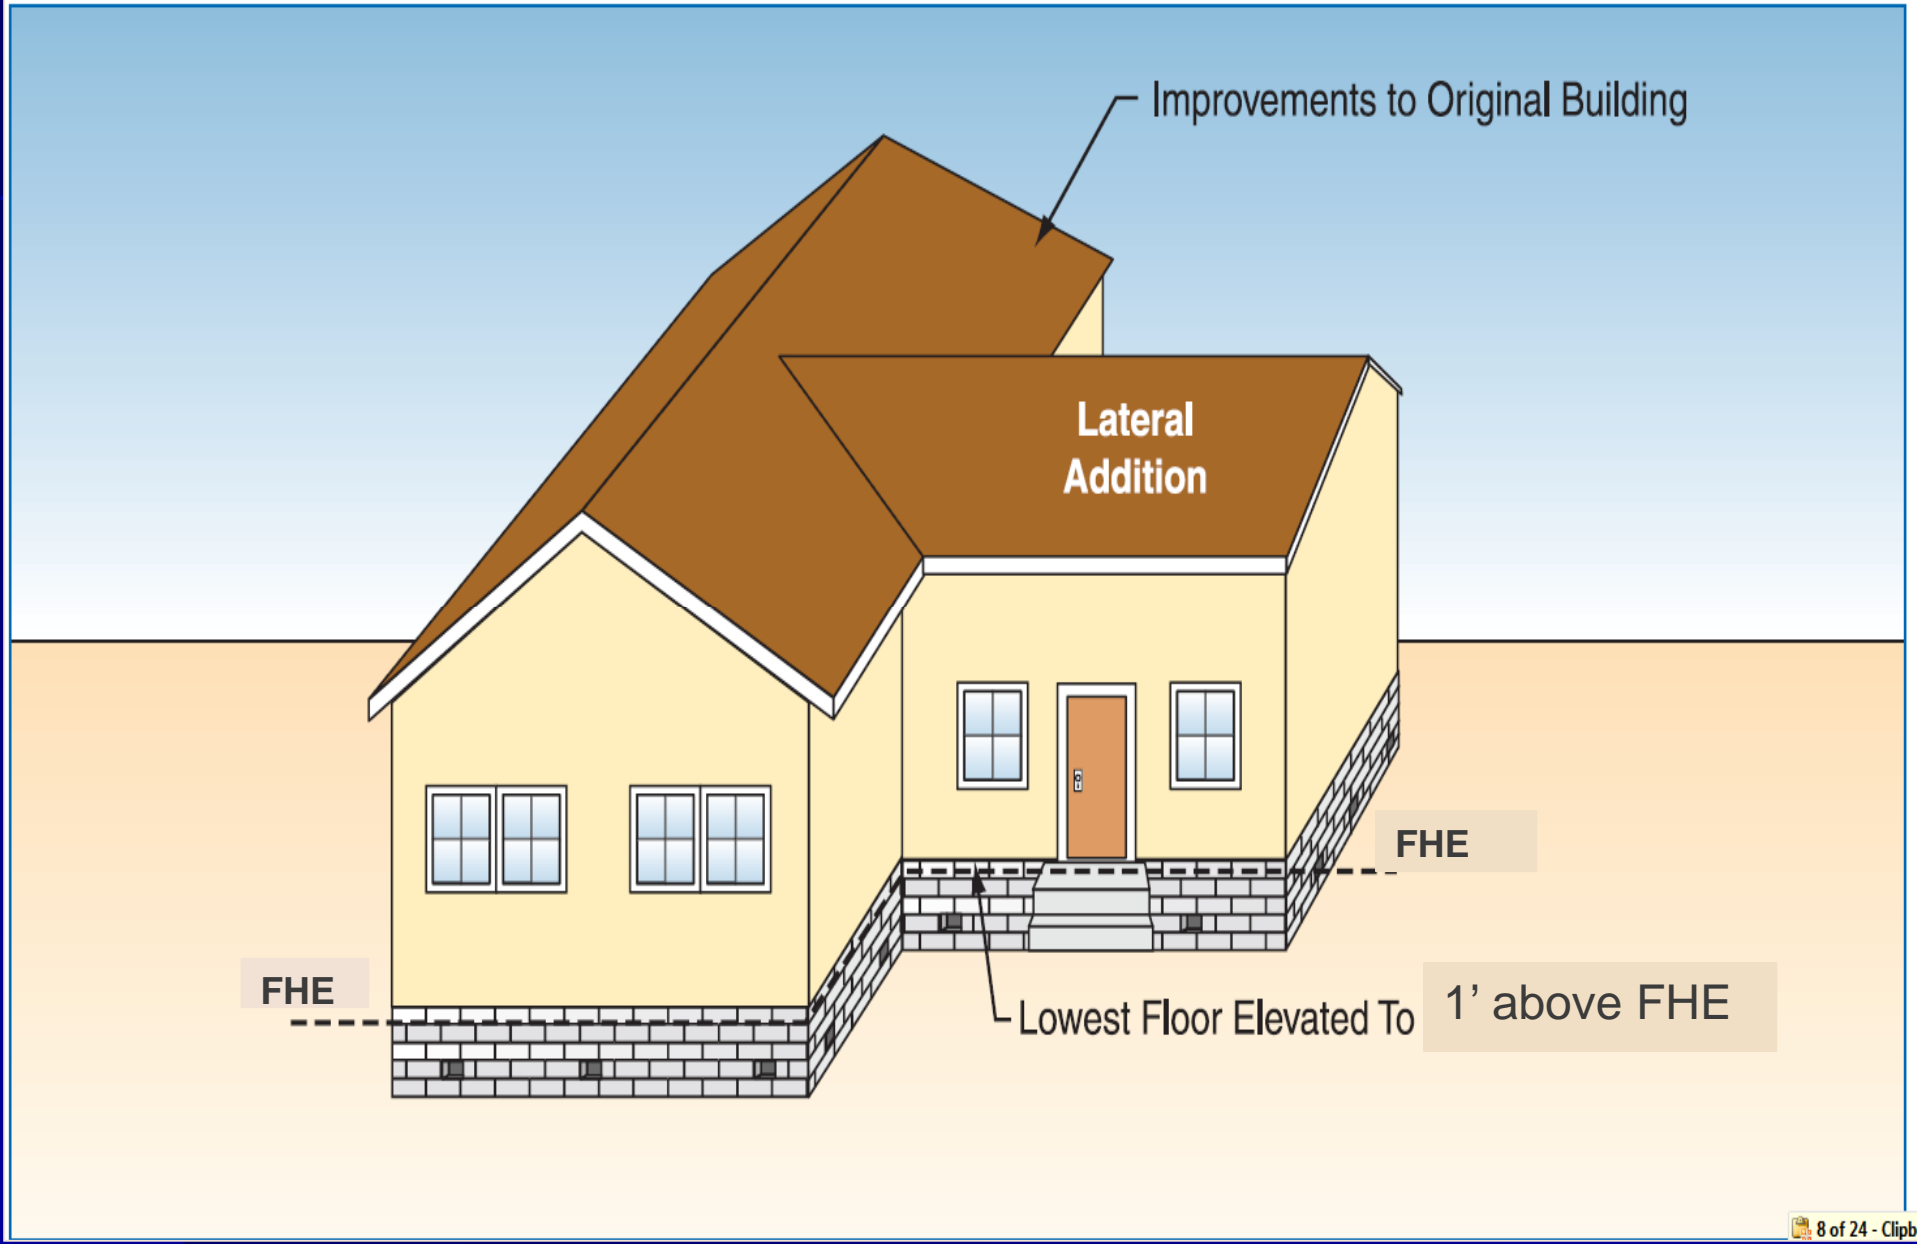 Improvements to Original Building
Lateral
Addition
FHE
FHE
Lowest Floor Elevated To 1’ above FHE
8 of 24 - Clipb